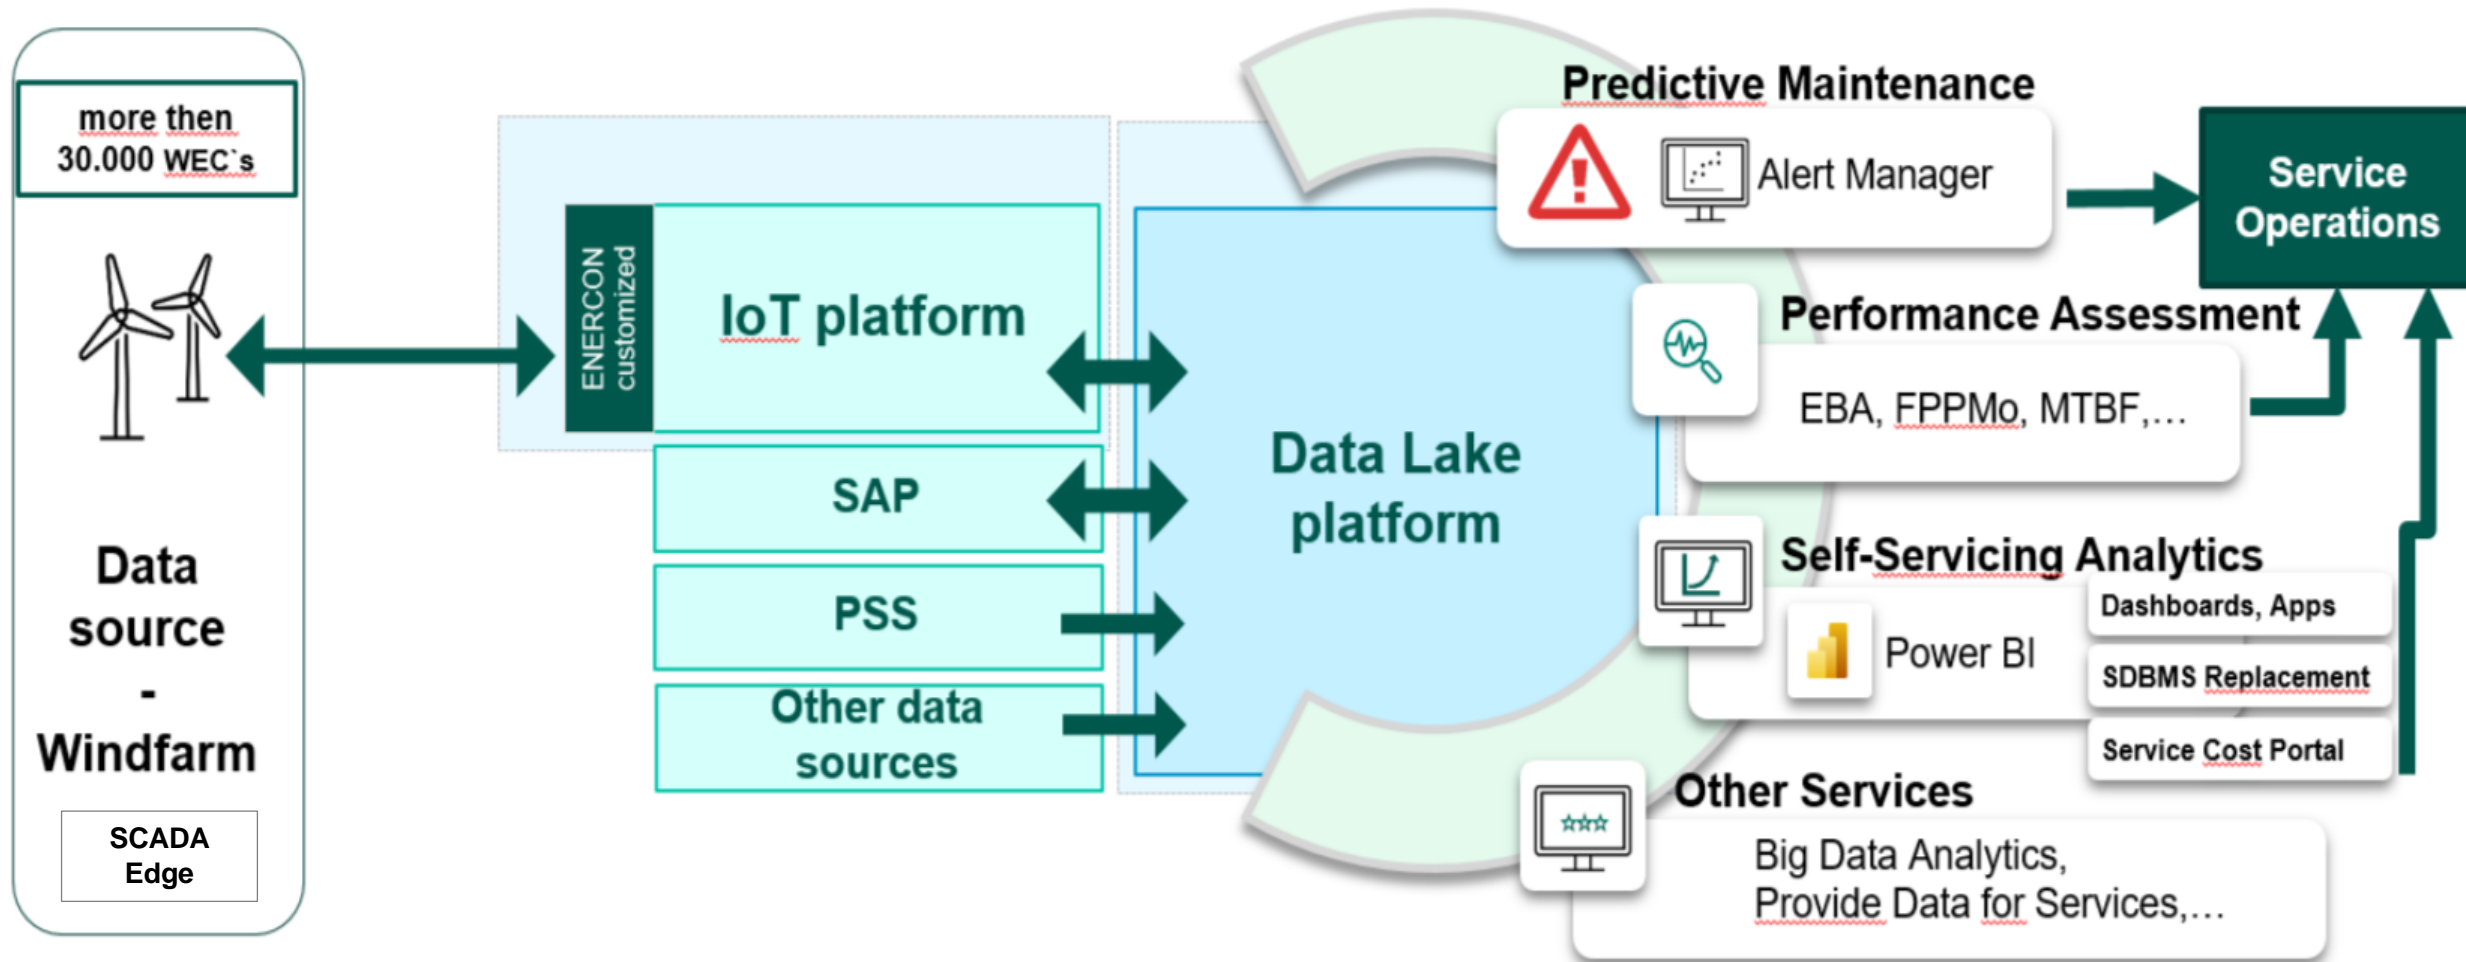 more then
30.000 WEC`s
Data
source
-
Windfarm
SCADA
Edge
ENERCON
customized
IoT platform
SAP
PSS
Other data
sources
Data Lake
platform
Predictive Maintenance
Alert Manager
Performance Assessment
EBA, FPPMo, MTBF,…
Self-Servicing Analytics
Power BI
Dashboards, Apps
SDBMS Replacement
Service Cost Portal
Other Services
Big Data Analytics,
Provide Data for Services,…
Service
Operations